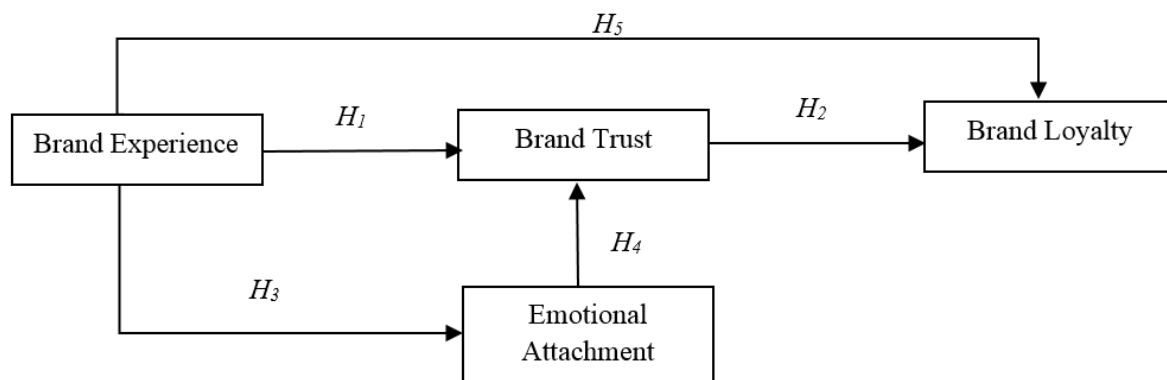 H5
Brand Experience
H1
Brand Trust
H2
Brand Loyalty
H4
H3
Emotional
Attachment